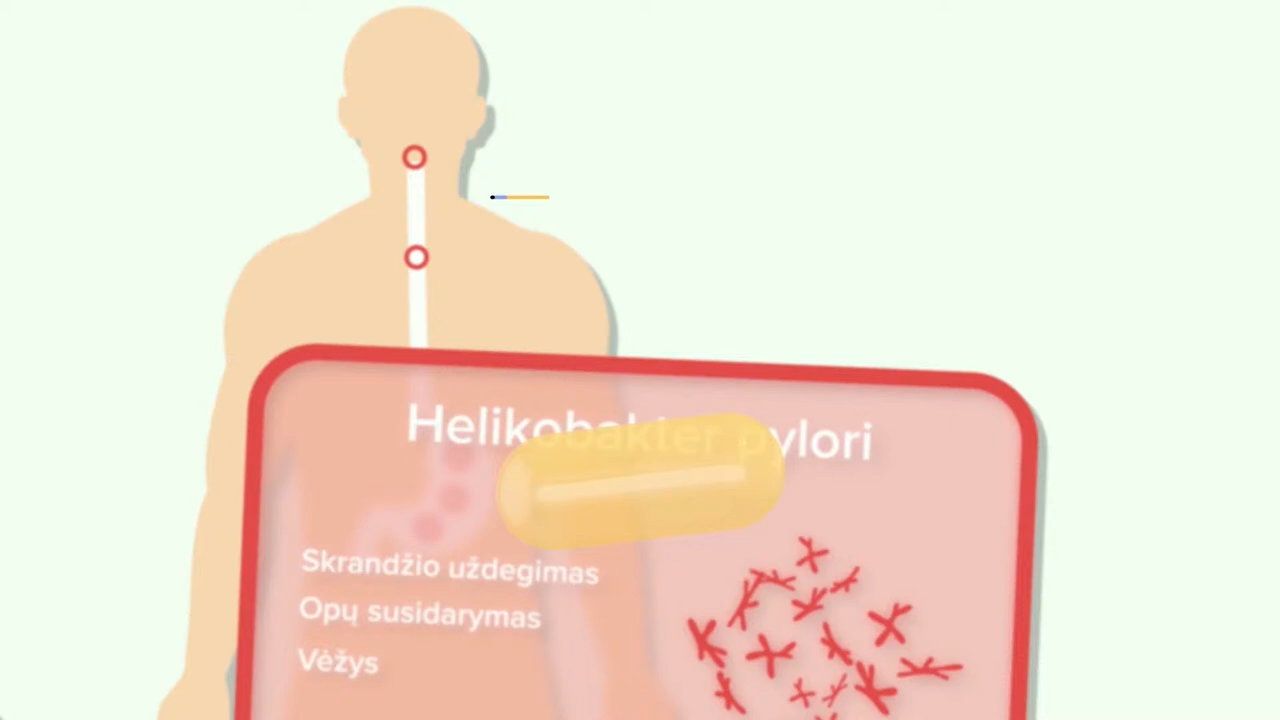 Helikobakter pylori
Skrandžio uždegimas
Opų susidarymas
Vėžys